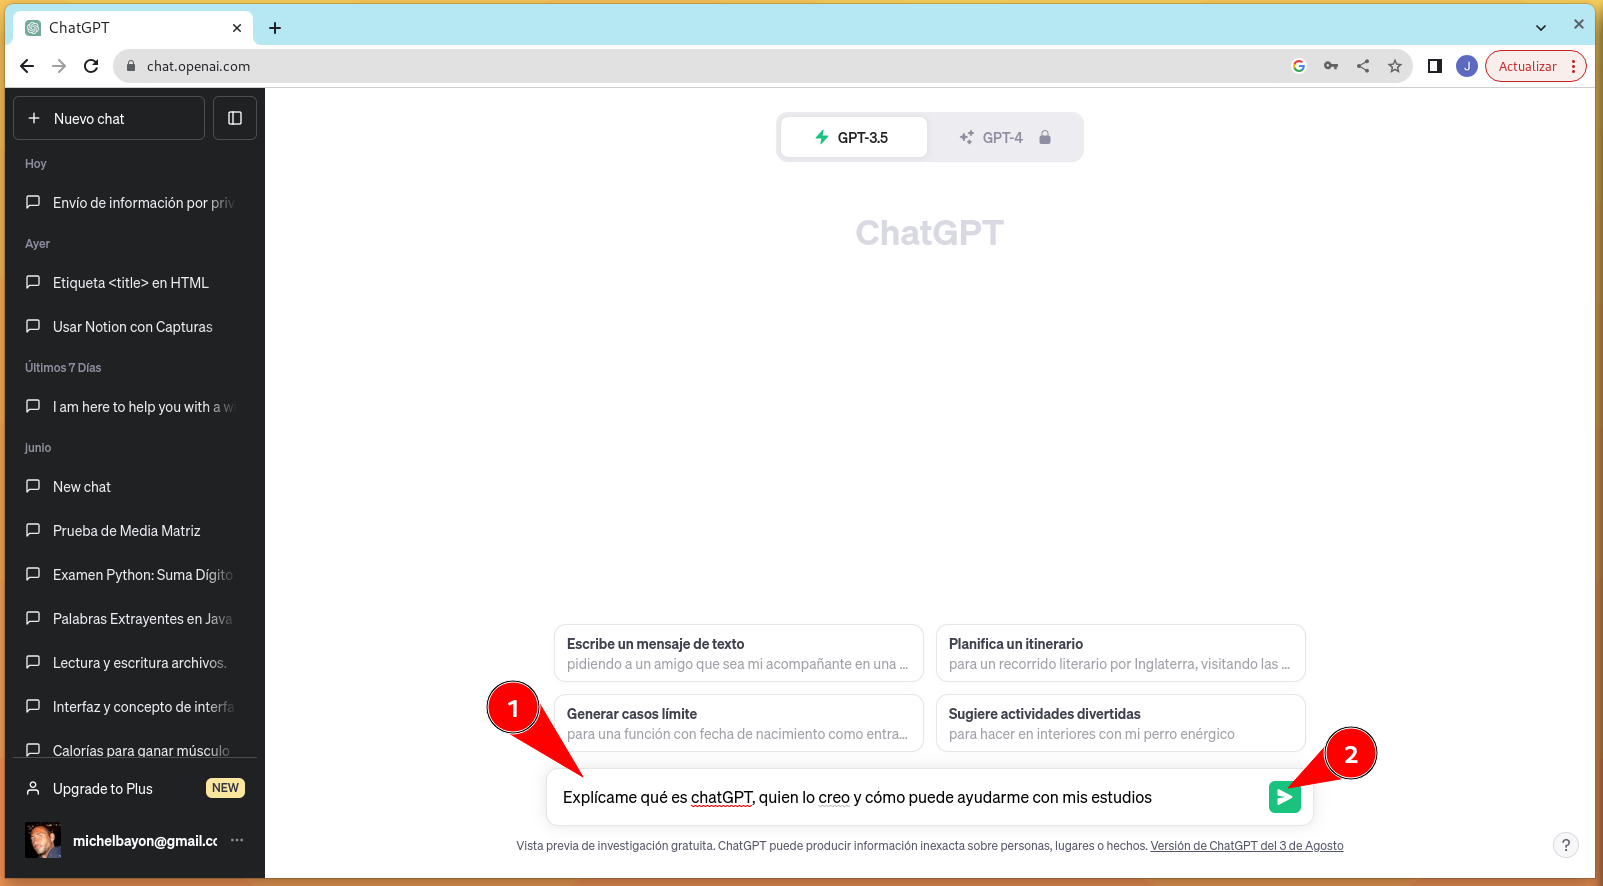 ChatGPT
chat.openai.com
J
Actualizar
Nuevo chat
Hoy
Envío de información por priv
Ayer
Etiqueta <title> en HTML
Usar Notion con Capturas
Últimos 7 Días
I am here to help you with a w
junio
New chat
Prueba de Media Matriz
Examen Python: Suma Dígito
Palabras Extrayentes en Java
Lectura y escritura archivos.
Interfaz y concepto de interfa
Calorías para ganar músculo
Upgrade to Plus
NEW
michelbayon@gmail.cc
GPT-3.5
GPT-4
ChatGPT
Escribe un mensaje de texto
pidiendo a un amigo que sea mi acompañante en una ...
Planifica un itinerario
para un recorrido literario por Inglaterra, visitando las ...
Generar casos límite
para una función con fecha de nacimiento como entra...
Sugiere actividades divertidas
para hacer en interiores con mi perro enérgico
1
2
Explícame qué es chatGPT, quien lo creo y cómo puede ayudarme con mis estudios
Vista previa de investigación gratuita. ChatGPT puede producir información inexacta sobre personas, lugares o hechos. Versión de ChatGPT del 3 de Agosto
?